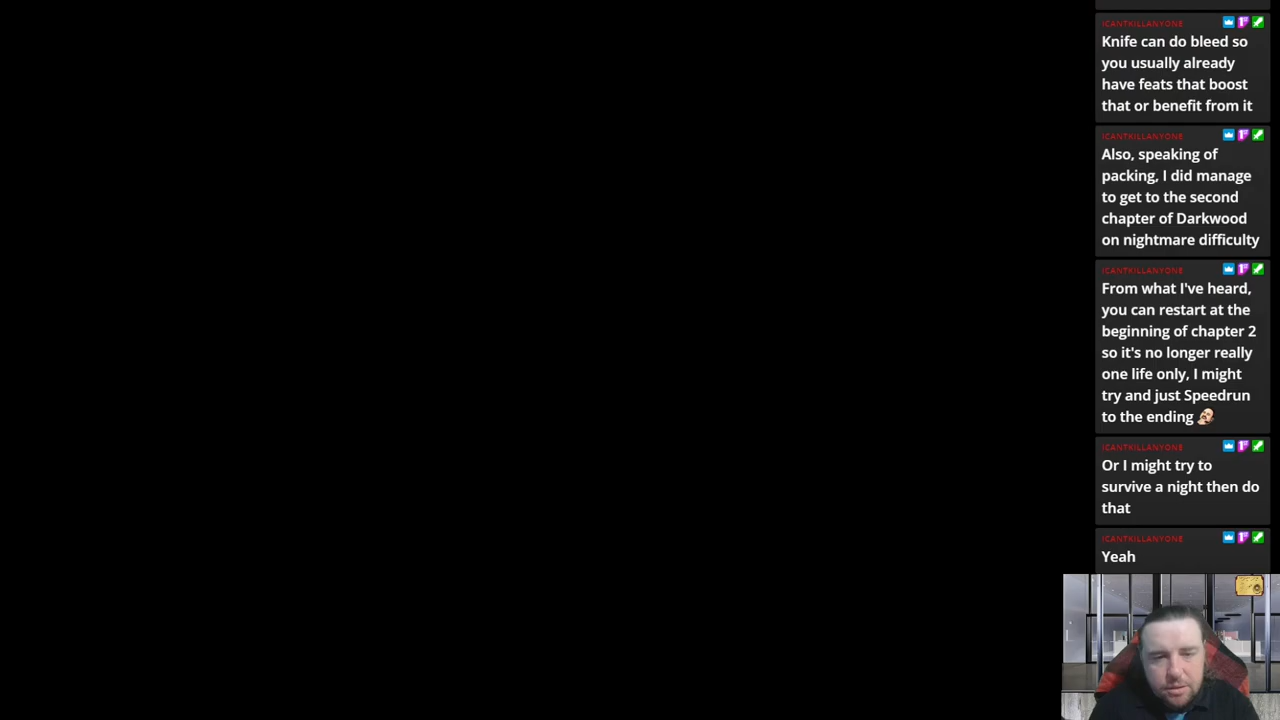 ICANTKILLANYONE
Knife can do bleed so
you usually already
have feats that boost
that or benefit from it
ICANTKILLANYONE
Also, speaking of
packing, I did manage
to get to the second
chapter of Darkwood
on nightmare difficulty
ICANTKILLANYONE
From what I've heard,
you can restart at the
beginning of chapter 2
so it's no longer really
one life only, I might
try and just Speedrun
to the ending
ICANTKILLANYONE
Or I might try to
survive a night then do
that
ICANTKILLANYONE
Yeah